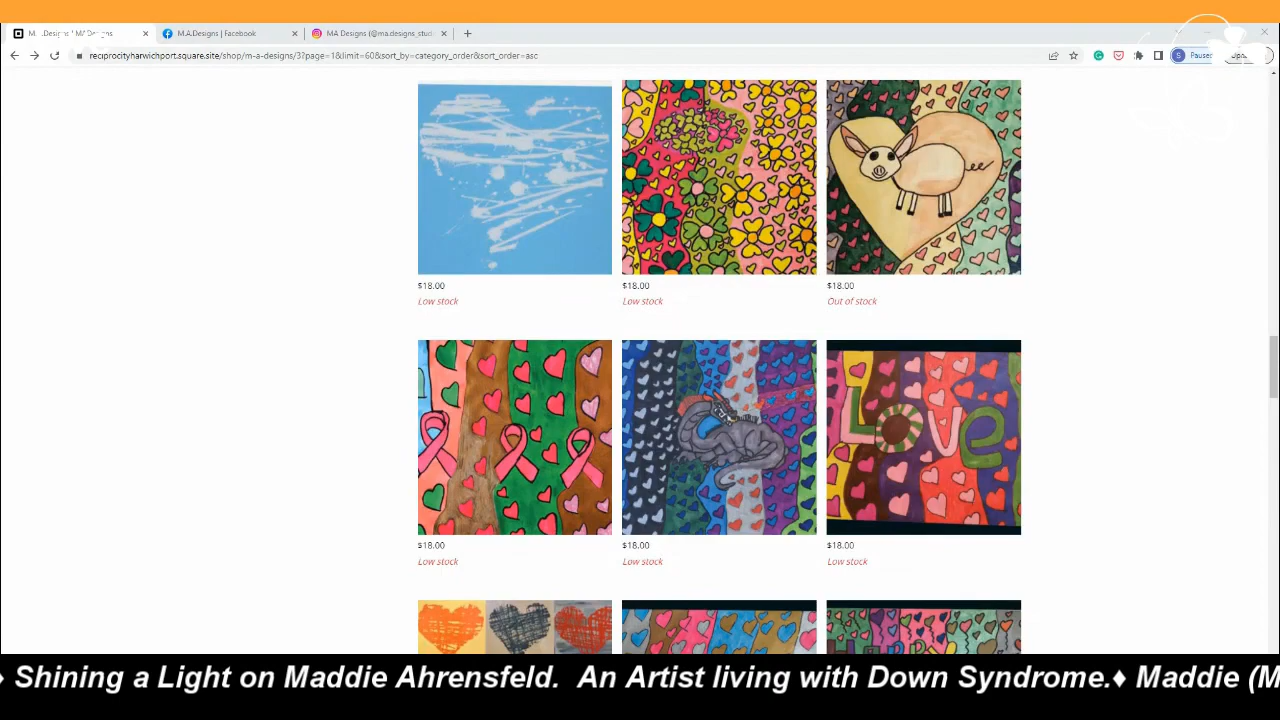 M.A.Designs | Facebook
MA Designs (@ma.designs_stud
reciprocityharwichport.square.site/shop/m-a-designs/3?page=1&limit=60&sort_by=category_order&sort_order=asc
S
$18.00
$18.00
$18.00
Low stock
Low stock
Out of stock
Love
$18.00
$18.00
$18.00
Low stock
Low stock
Low stock
♦ Shining a Light on Maddie Ahrensfeld. An Artist living with Down Syndrome.♦ Maddie (M